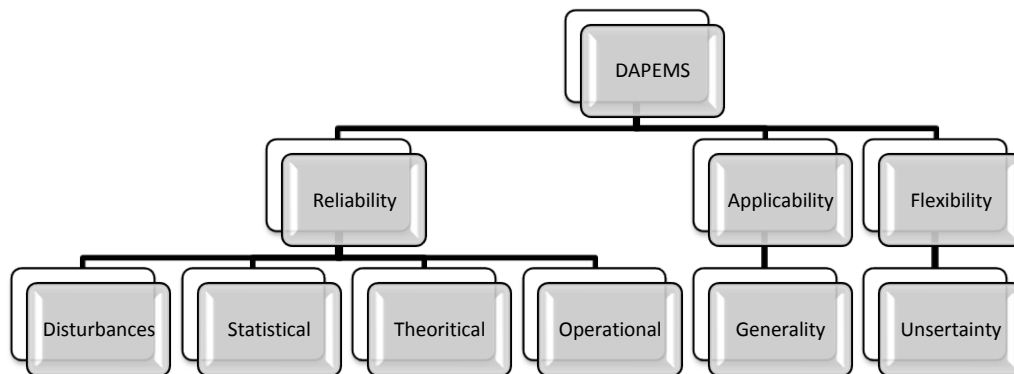 DAPEMS
Reliability
Applicability
Flexibility
Disturbances
Statistical
Theoritical
Operational
Generality
Unsertainty